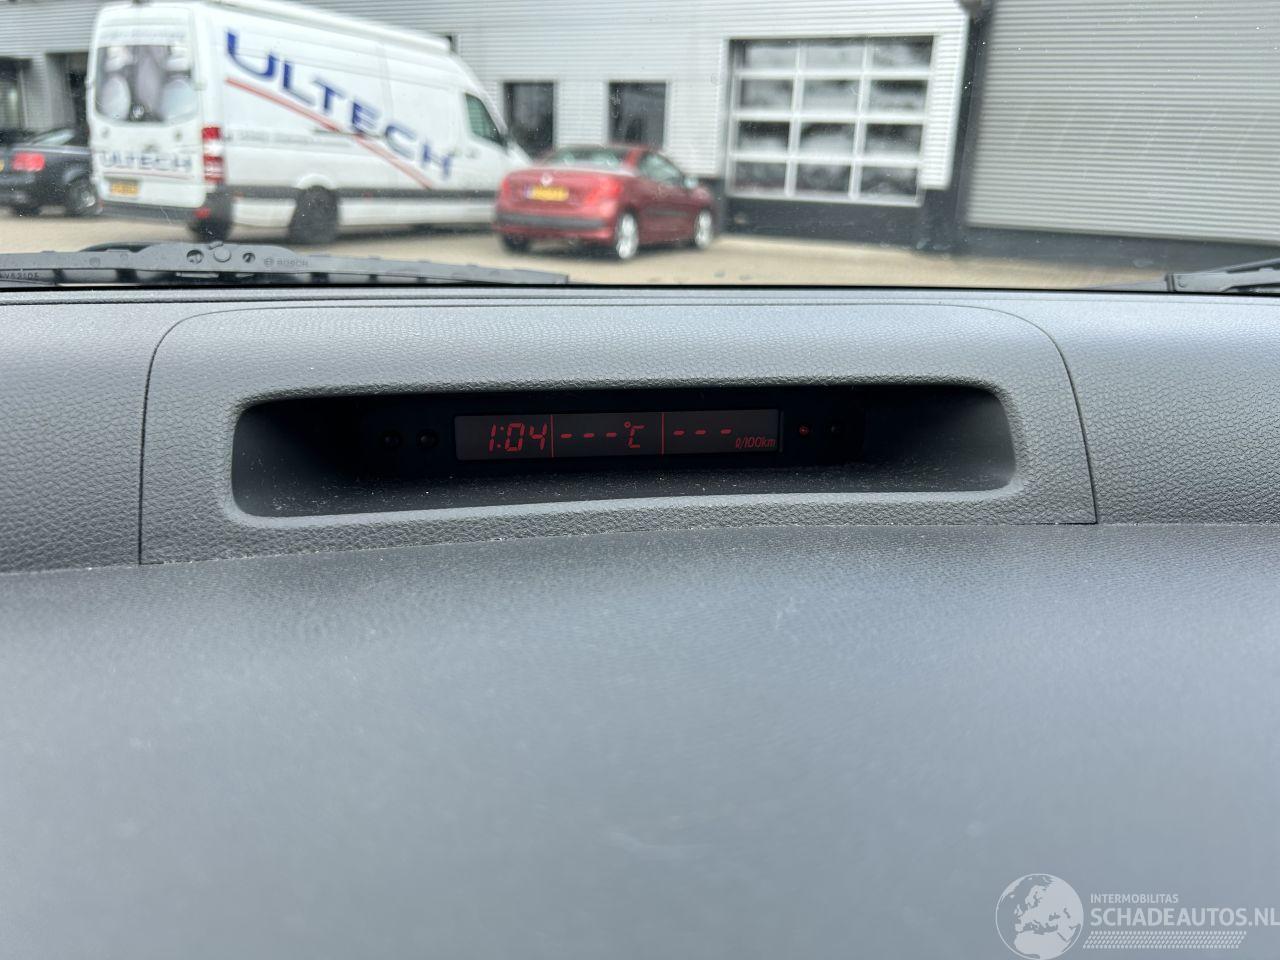 ULTECH
ULTECH
BOSCH
1:04 ---°C --- ℓ/100km
INTERMOBILITAS
SCHADEAUTOS.NL